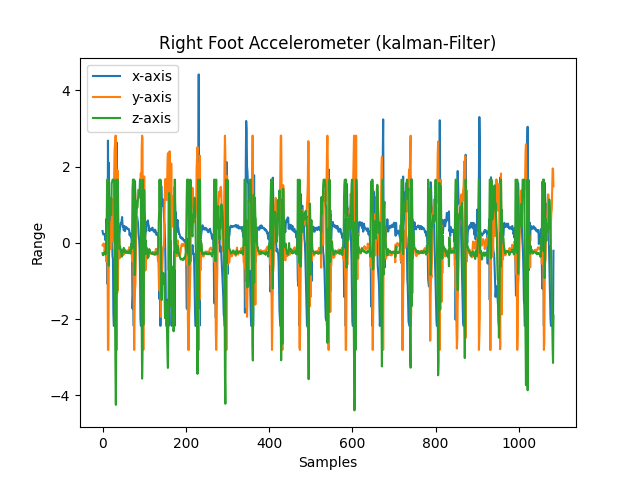 Right Foot Accelerometer (kalman-Filter)
x-axis
y-axis
z-axis
4
2
0
−2
−4
Range
0 200 400 600 800 1000
Samples